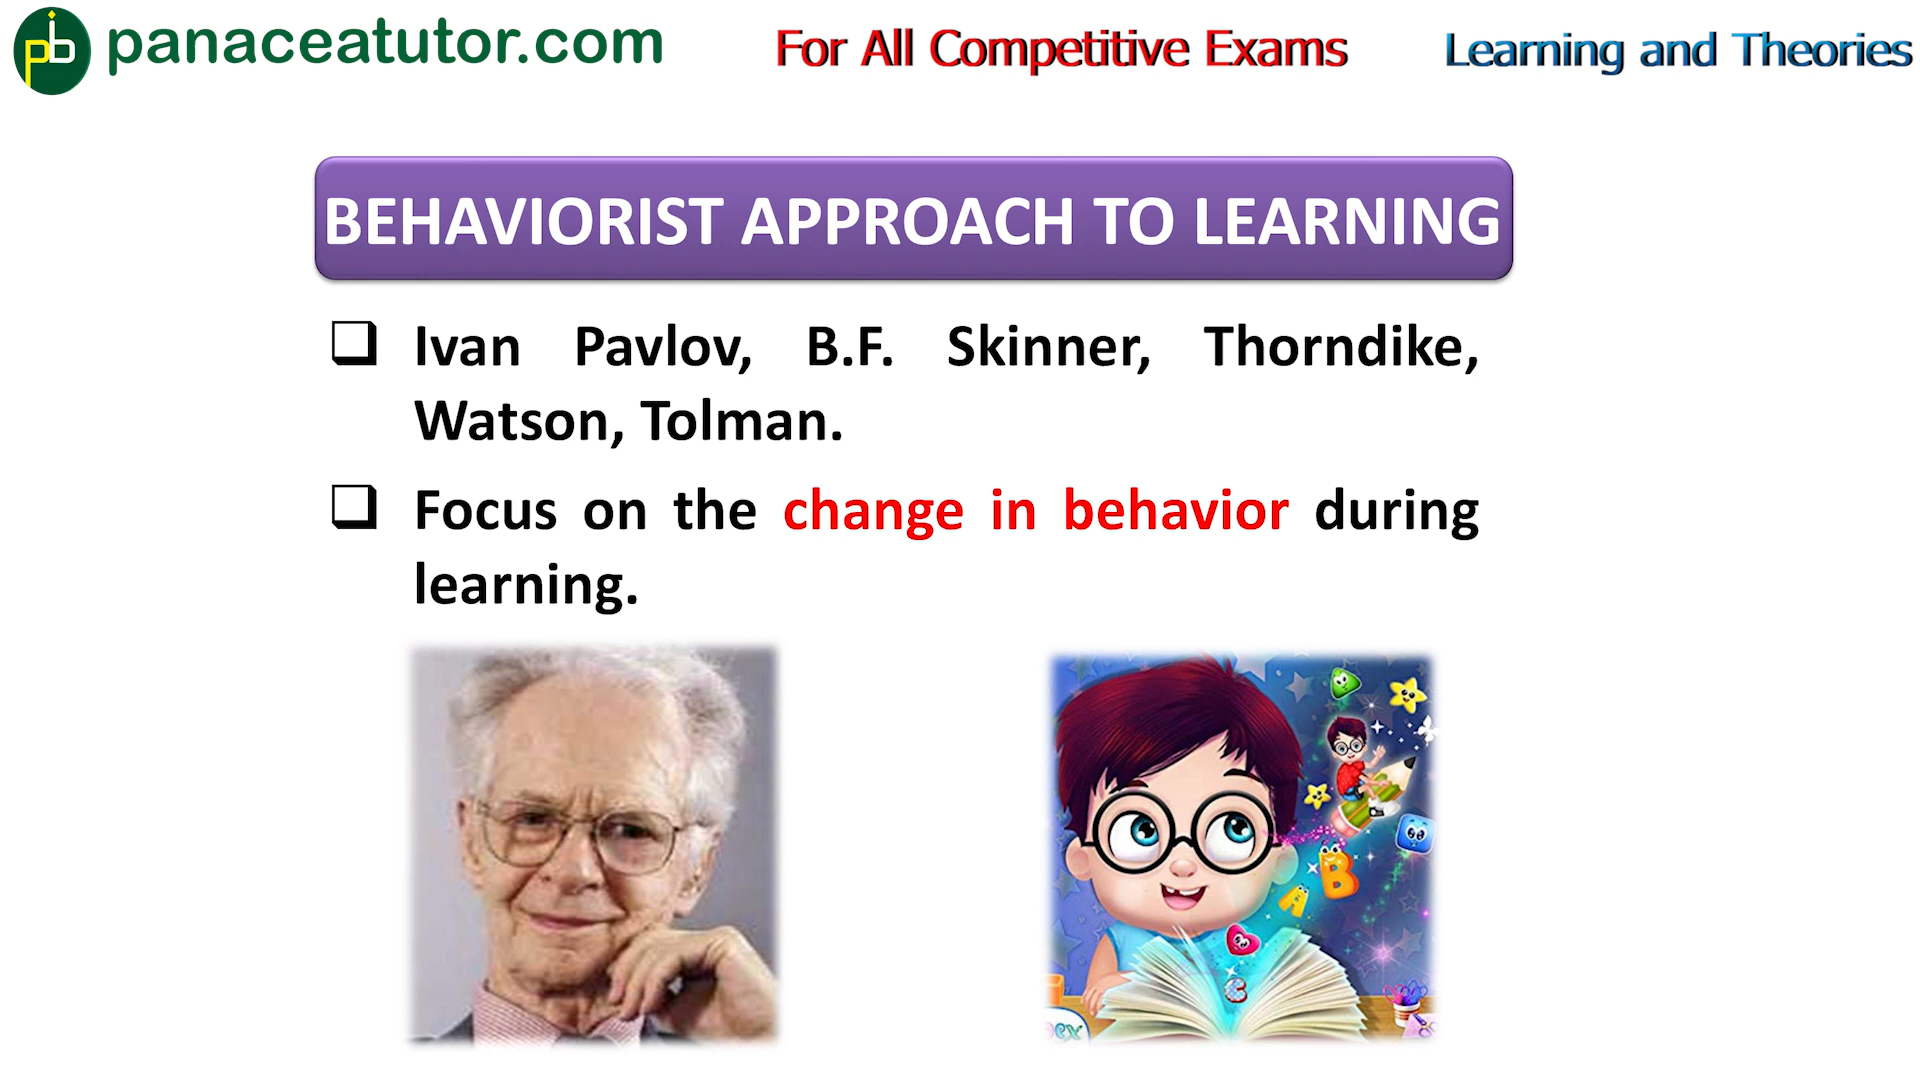 pib panaceatutor.com
For All Competitive Exams
Learning and Theories
BEHAVIORIST APPROACH TO LEARNING
❑ Ivan Pavlov, B.F. Skinner, Thorndike,
Watson, Tolman.
❑ Focus on the change in behavior during
learning.
B
A
C